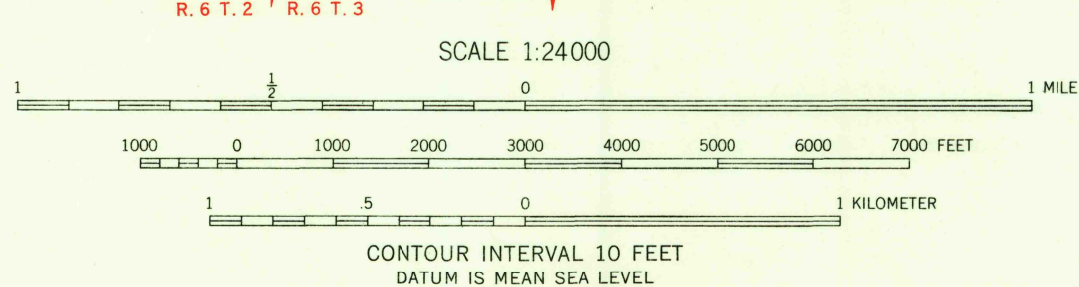 R. 6 T. 2 R. 6 T. 3
SCALE 1:24000
1 ½ 0 1 MILE
1000 0 1000 2000 3000 4000 5000 6000 7000 FEET
1 .5 0 1 KILOMETER
CONTOUR INTERVAL 10 FEET
DATUM IS MEAN SEA LEVEL